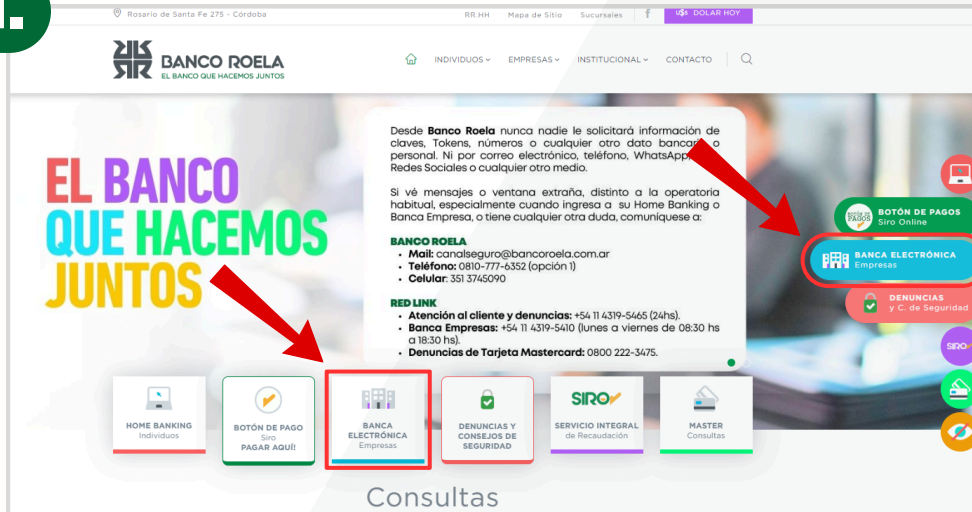 Rosario de Santa Fe 275 - Córdoba
RR.HH Mapa de Sitio Sucursales f U$S DOLAR HOY
BANCO ROELA
EL BANCO QUE HACEMOS JUNTOS
INDIVIDUOS EMPRESAS INSTITUCIONAL CONTACTO
EL BANCO
QUE HACEMOS
JUNTOS
Desde Banco Roela nunca nadie le solicitará información de
claves, Tokens, números o cualquier otro dato bancario o
personal. Ni por correo electrónico, teléfono, WhatsApp,
Redes Sociales o cualquier otro medio.
Si vé mensajes o ventana extraña, distinto a la operatoria
habitual, especialmente cuando ingresa a su Home Banking o
Banca Empresa, o tiene cualquier otra duda, comuníquese a:
BANCO ROELA
• Mail: canalseguro@bancoroela.com.ar
• Teléfono: 0810-777-6352 (opción 1)
• Celular: 351 3745090
RED LINK
• Atención al cliente y denuncias: +54 11 4319-5465 (24hs).
• Banca Empresas: +54 11 4319-5410 (lunes a viernes de 08:30 hs
a 18:30 hs).
• Denuncias de Tarjeta Mastercard: 0800 222-3475.
BOTÓN DE PAGOS
BOTÓN DE PAGOS
Siro Online
BANCA ELECTRÓNICA
Empresas
DENUNCIAS
y C. de Seguridad
SIRO
HOME BANKING
Individuos
BOTÓN DE PAGO
Siro
PAGAR AQUÍ!
BANCA
ELECTRÓNICA
Empresas
DENUNCIAS Y
CONSEJOS DE
SEGURIDAD
SIRO
SERVICIO INTEGRAL
de Recaudación
MASTER
Consultas
Consultas